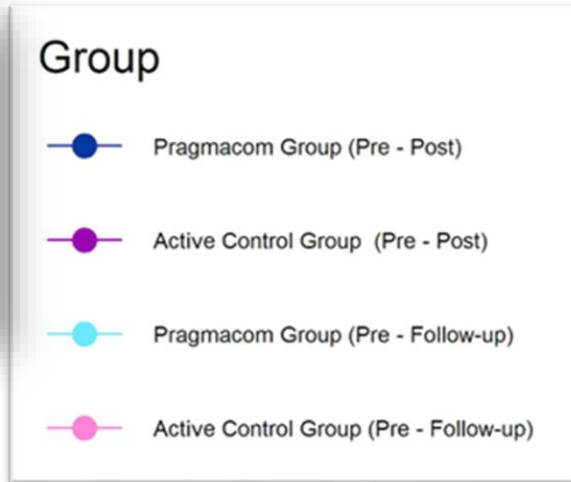 Group
Pragmacom Group (Pre - Post)
Active Control Group  (Pre - Post)
Pragmacom Group (Pre - Follow-up)
Active Control Group (Pre - Follow-up)